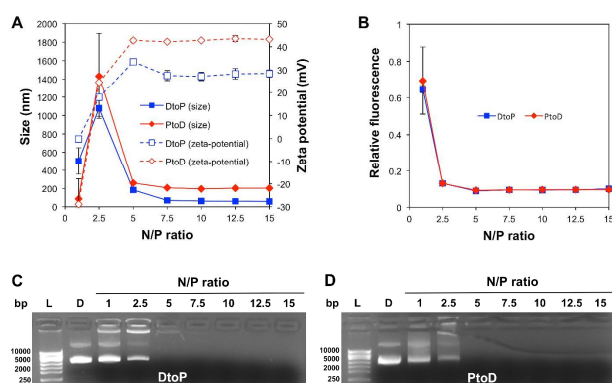 A
B
2000
1800
1600
1400
1200
1000
800
600
400
200
0
Size (nm)
50
40
30
20
10
0
-10
-20
-30
Zeta potential (mV)
DtoP (size)
PtoD (size)
DtoP (zeta-potential)
PtoD (zeta-potential)
0 1 2.5 5 7.5 10 12.5 15
N/P ratio
1
0.8
0.6
0.4
0.2
0
Relative fluorescence
DtoP PtoD
0 1 2.5 5 7.5 10 12.5 15
N/P ratio
C
N/P ratio
bp L D 1 2.5 5 7.5 10 12.5 15
10000
5000
2000
250
DtoP
D
N/P ratio
bp L D 1 2.5 5 7.5 10 12.5 15
10000
5000
2000
250
PtoD